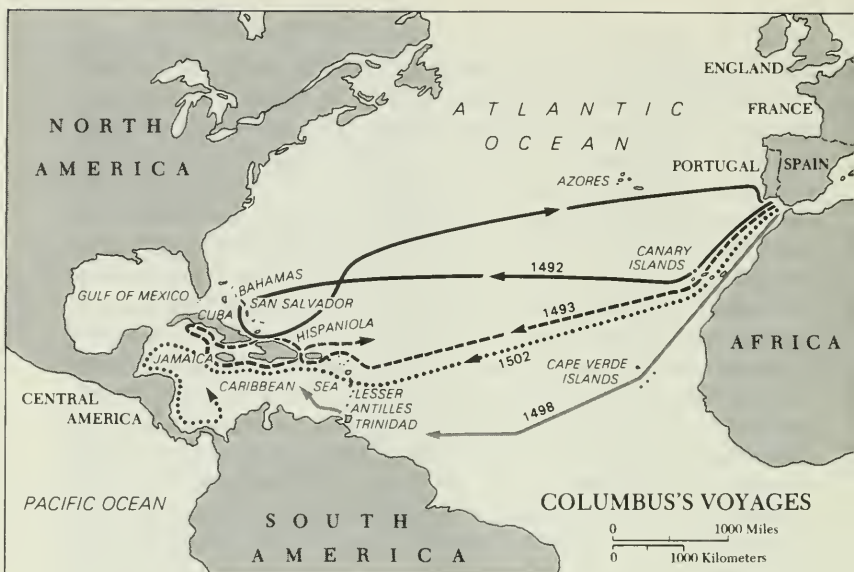 ENGLAND
ATLANTIC
OCEAN
FRANCE
NORTH
AMERICA
PORTUGAL
SPAIN
AZORES
CANARY
ISLANDS
1492
BAHAMAS
GULF OF MEXICO
SAN SALVADOR
CUBA
1493
HISPANIOLA
AFRICA
1502
JAMAICA
CAPE VERDE
ISLANDS
CARIBBEAN SEA
CENTRAL
AMERICA
LESSER
ANTILLES
TRINIDAD
1498
PACIFIC OCEAN
SOUTH
AMERICA
COLUMBUS'S VOYAGES
0 1000 Miles
0 1000 Kilometers